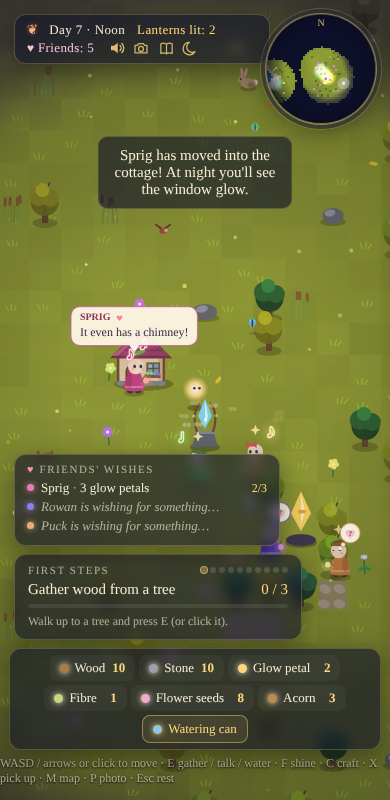 Day 7 · Noon Lanterns lit: 2
♥ Friends: 5
N
Sprig has moved into the
cottage! At night you'll see
the window glow.
SPRIG ♥
It even has a chimney!
♥ FRIENDS' WISHES
Sprig · 3 glow petals 2/3
Rowan is wishing for something…
Puck is wishing for something…
FIRST STEPS
Gather wood from a tree 0 / 3
Walk up to a tree and press E (or click it).
Wood 10 Stone 10 Glow petal 2
Fibre 1 Flower seeds 8 Acorn 3
Watering can
WASD / arrows or click to move · E gather / talk / water · F shine · C craft · X
pick up · M map · P photo · Esc rest